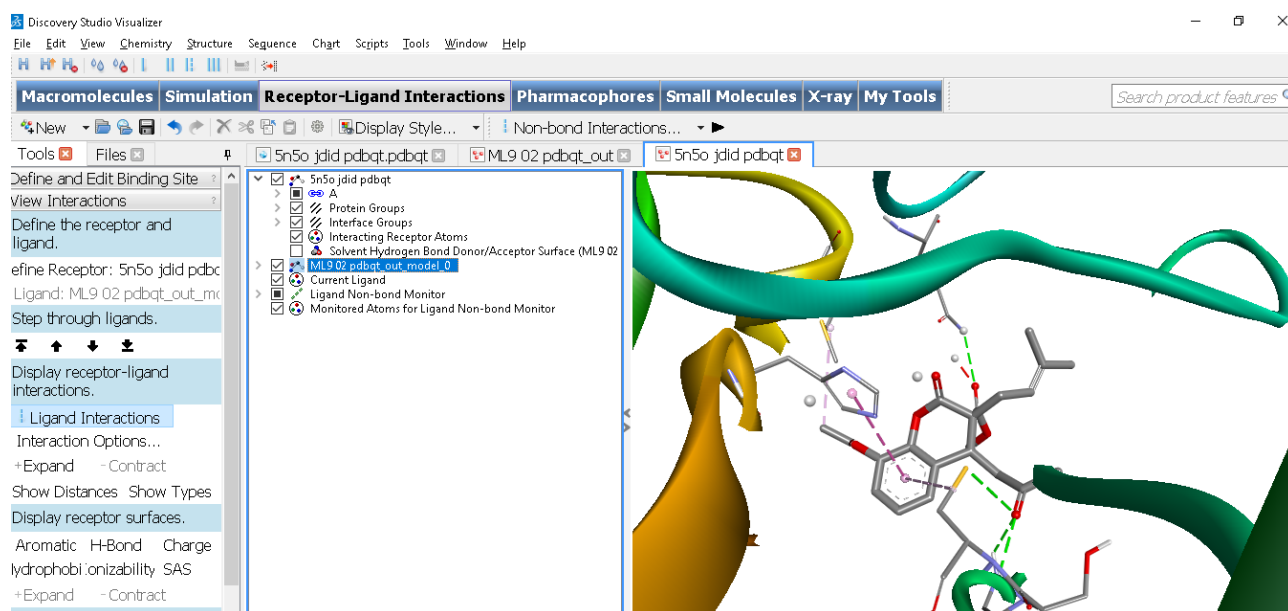 Discovery Studio Visualizer
File Edit View Chemistry Structure Sequence Chart Scripts Tools Window Help
Macromolecules Simulation Receptor-Ligand Interactions Pharmacophores Small Molecules X-ray My Tools
Search product features
New Display Style... Non-bond Interactions...
Tools Files
5n5o jdid pdbqt.pdbqt ML9 02 pdbqt_out 5n5o jdid pdbqt
Define and Edit Binding Site ?
View Interactions ?
Define the receptor and
ligand.
efine Receptor: 5n5o jdid pdbc
Ligand: ML9 02 pdbqt_out_mc
Step through ligands.
Display receptor-ligand
interactions.
Ligand Interactions
Interaction Options...
+Expand -Contract
Show Distances Show Types
Display receptor surfaces.
Aromatic H-Bond Charge
Hydrophobi Ionizability SAS
+Expand -Contract
5n5o jdid pdbqt
A
Protein Groups
Interface Groups
Interacting Receptor Atoms
Solvent Hydrogen Bond Donor/Acceptor Surface (ML9 02
ML9 02 pdbqt_out_model_0
Current Ligand
Ligand Non-bond Monitor
Monitored Atoms for Ligand Non-bond Monitor